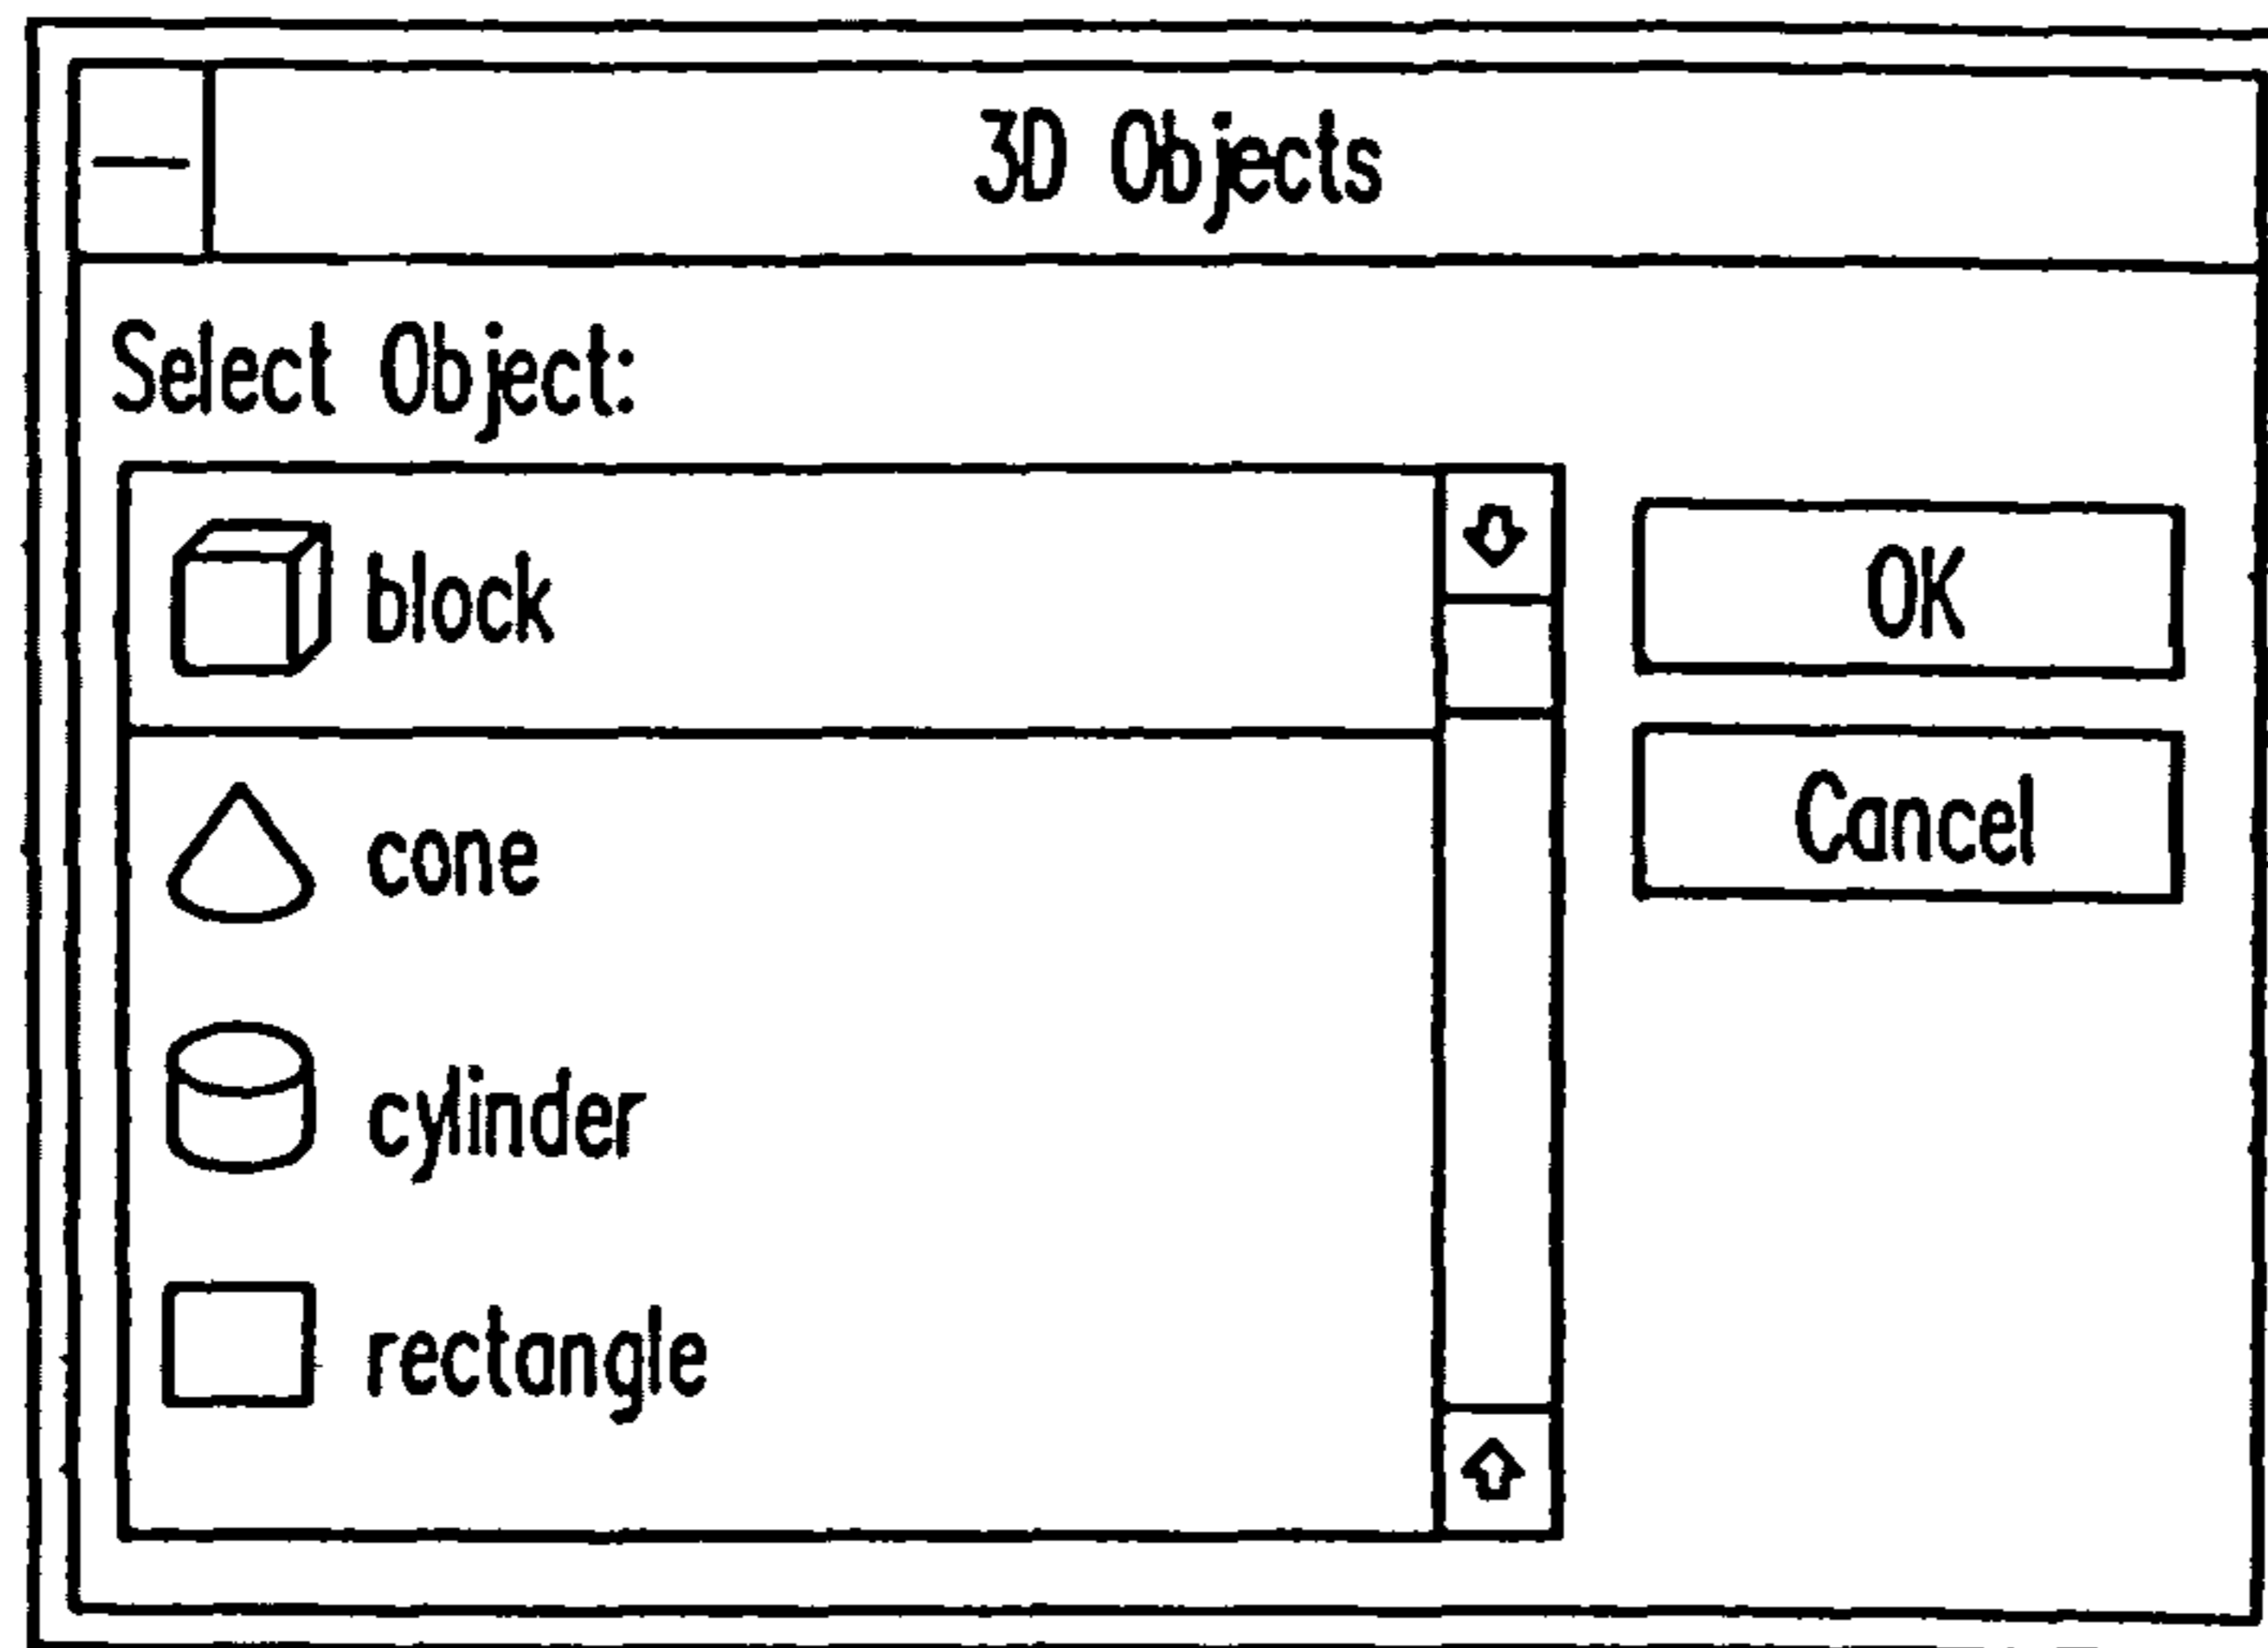 3D Objects
Select Object:
block
OK
cone
Cancel
cylinder
rectangle